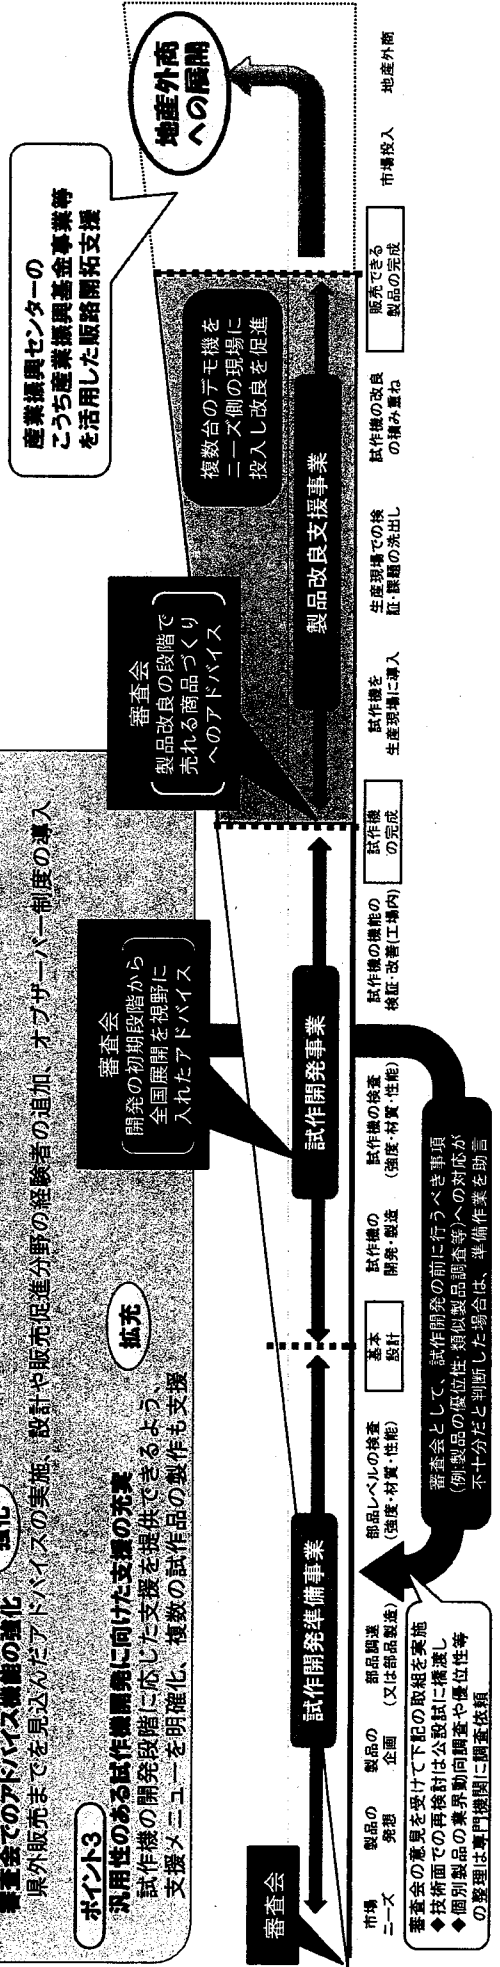 審査会でのアドバイス機能の強化
強化
県外販売までを見込んだアドバイスの実施、設計や販売促進分野の経験者の追加、オブザーバー制度の導入
ポイント3
汎用性のある試作機開発に向けた支援の充実
拡充
試作機の開発段階に応じた支援を提供できるよう、
支援メニューを明確化、複数の試作品の製作も支援
産業振興センターの
こうち産業振興基金事業等
を活用した販路開拓支援
地産外商
への展開
審査会
審査会
開発の初期段階から
全国展開を視野に
入れたアドバイス
審査会
製品改良の段階で
売れる商品づくり
へのアドバイス
複数台のデモ機を
ニーズ側の現場に
投入し改良を促進
試作開発準備事業
試作開発事業
製品改良支援事業
市場
ニーズ
製品の
発想
製品の
企画
部品調達
(又は部品製造)
部品レベルの検査
(強度・材質・性能)
基本
設計
試作機の
開発・製造
試作機の検査
(強度・材質・性能)
試作機の機能の
検証・改善(工場内)
試作機
の完成
試作機を
生産現場に導入
生産現場での検
証・課題の洗出し
試作機の改良
の積み重ね
販売できる
製品の完成
市場投入
地産外商
審査会の意見を受けて下記の取組を実施
◆技術面での再検討は公設試に橋渡し
◆個別製品の業界動向調査や優位性等
の整理は専門機関に調査依頼
審査会として、試作開発の前に行うべき事項
(例:製品の優位性・類似製品調査等)への対応が
不十分だと判断した場合は、準備作業を助言